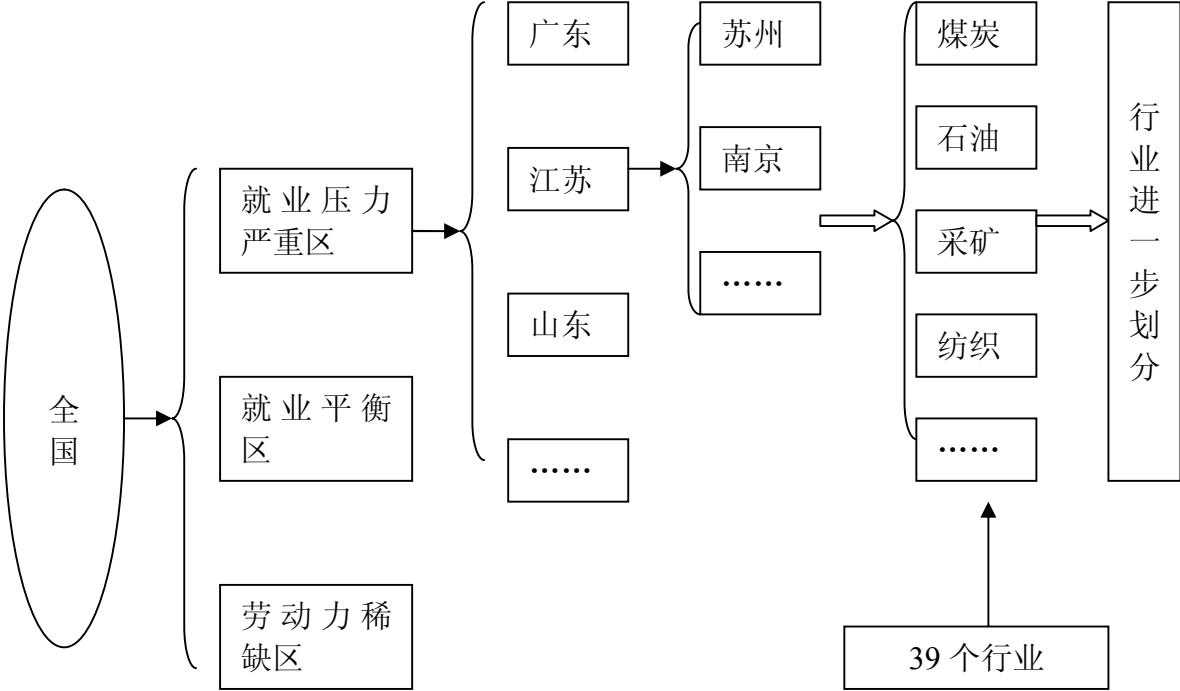 全
国
就业压力
严重区
就业平衡
区
劳动力稀
缺区
广东
江苏
山东
……
苏州
南京
……
煤炭
石油
采矿
纺织
……
39 个行业
行
业
进
一
步
划
分